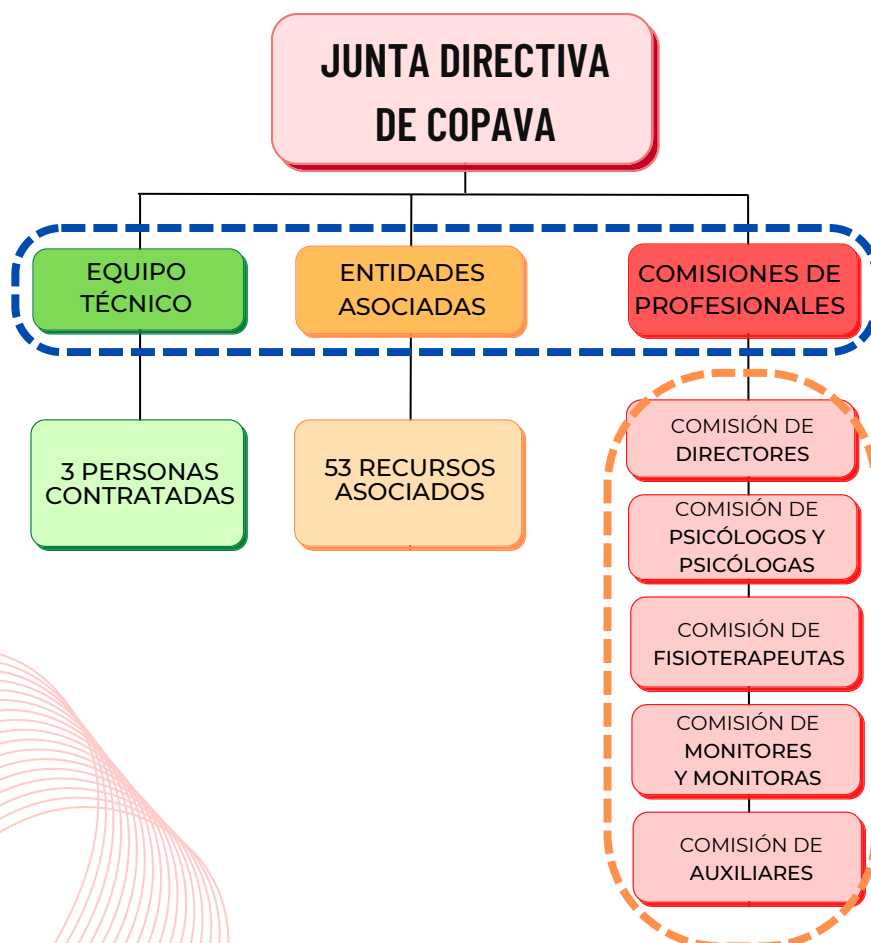 JUNTA DIRECTIVA
DE COPAVA
EQUIPO
TÉCNICO
ENTIDADES
ASOCIADAS
COMISIONES DE
PROFESIONALES
3 PERSONAS
CONTRATADAS
53 RECURSOS
ASOCIADOS
COMISIÓN DE
DIRECTORES
COMISIÓN DE
PSICÓLOGOS Y
PSICÓLOGAS
COMISIÓN DE
FISIOTERAPEUTAS
COMISIÓN DE
MONITORES
Y MONITORAS
COMISIÓN DE
AUXILIARES